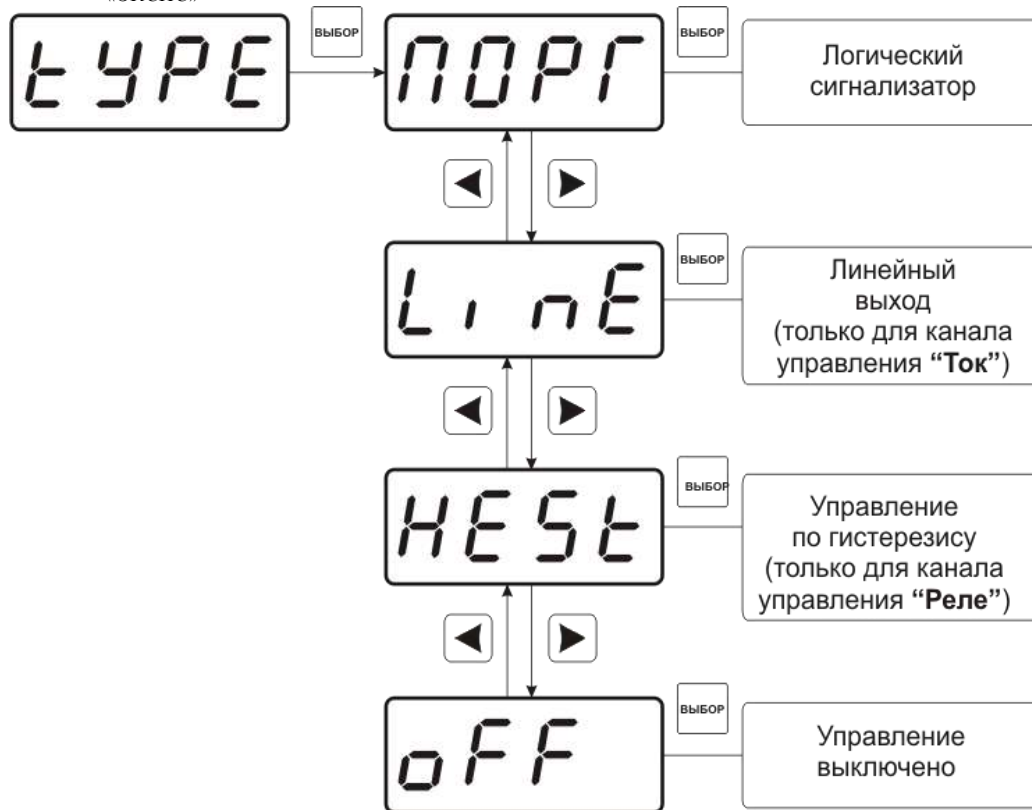 tYPE
ВЫБОР
ПОРГ
ВЫБОР
Логический
сигнализатор
LinE
ВЫБОР
Линейный
выход
(только для канала
управления “Ток”)
HESt
ВЫБОР
Управление
по гистерезису
(только для канала
управления “Реле”)
oFF
ВЫБОР
Управление
выключено